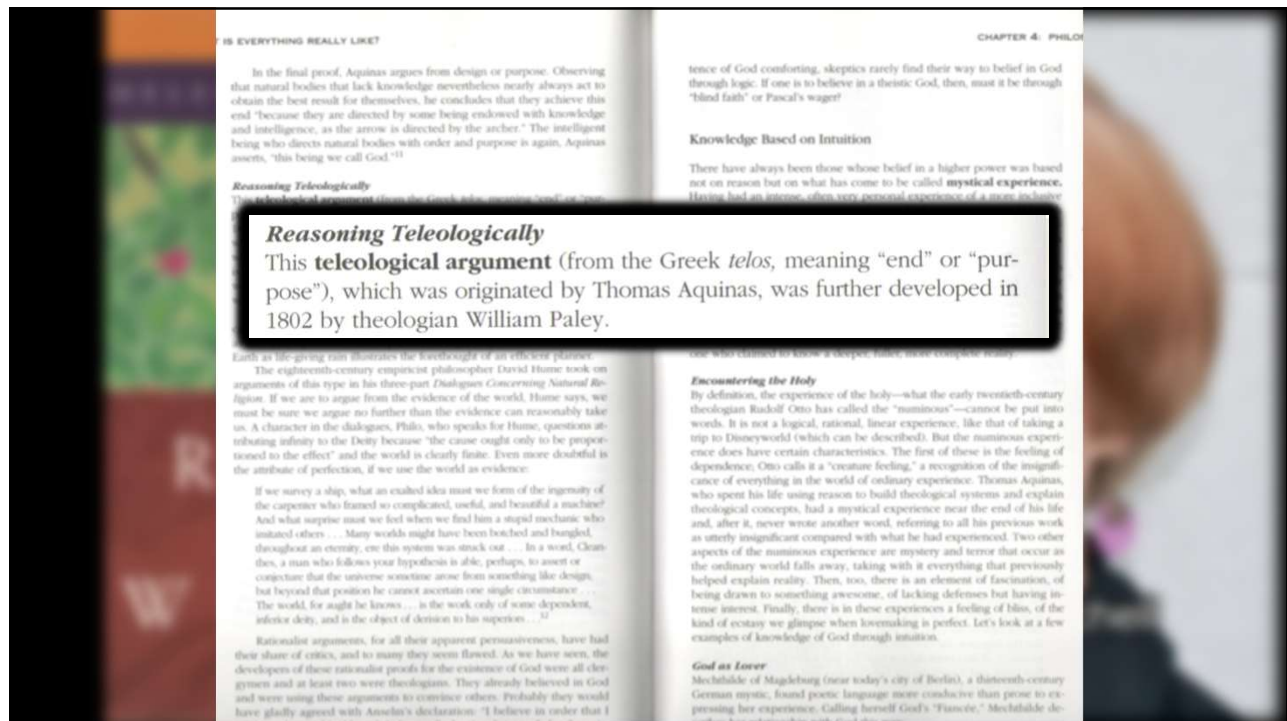 IS EVERYTHING REALLY LIKE?
In the final proof, Aquinas argues from design or purpose. Observing
that natural bodies that lack knowledge nevertheless nearly always act to
obtain the best result for themselves, he concludes that they achieve this
end "because they are directed by some being endowed with knowledge
and intelligence, as the arrow is directed by the archer." The intelligent
being who directs natural bodies with order and purpose is again, Aquinas
asserts, "this being we call God."11
Reasoning Teleologically
This teleological argument (from the Greek telos, meaning "end" or "pur-
Reasoning Teleologically
This teleological argument (from the Greek telos, meaning "end" or "pur-
pose"), which was originated by Thomas Aquinas, was further developed in
1802 by theologian William Paley.
Earth as life-giving rain illustrates the forethought of an efficient planner.
The eighteenth-century empiricist philosopher David Hume took on
arguments of this type in his three-part Dialogues Concerning Natural Re-
ligion. If we are to argue from the evidence of the world, Hume says, we
must be sure we argue no further than the evidence can reasonably take
us. A character in the dialogues, Philo, who speaks for Hume, questions at-
tributing infinity to the Deity because "the cause ought only to be propor-
tioned to the effect" and the world is clearly finite. Even more doubtful is
the attribute of perfection, if we use the world as evidence:
If we survey a ship, what an exalted idea must we form of the ingenuity of
the carpenter who framed so complicated, useful, and beautiful a machine?
And what surprise must we feel when we find him a stupid mechanic who
imitated others . . . Many worlds might have been botched and bungled,
throughout an eternity, ere this system was struck out . . . In a word, Clean-
thes, a man who follows your hypothesis is able, perhaps, to assert or
conjecture that the universe sometime arose from something like design,
but beyond that position he cannot ascertain one single circumstance . . .
The world, for aught he knows . . . is the work only of some dependent,
inferior deity, and is the object of derision to his superiors . . .12
Rationalist arguments, for all their apparent persuasiveness, have had
their share of critics, and to many they seem flawed. As we have seen, the
developers of these rationalist proofs for the existence of God were all cler-
gymen and at least two were theologians. They already believed in God
and were using these arguments to convince others. Probably they would
have gladly agreed with Anselm's declaration: "I believe in order that I
CHAPTER 4: PHILO
tence of God comforting, skeptics rarely find their way to belief in God
through logic. If one is to believe in a theistic God, then, must it be through
"blind faith" or Pascal's wager?
Knowledge Based on Intuition
There have always been those whose belief in a higher power was based
not on reason but on what has come to be called mystical experience.
Having had an intense, often very personal experience of a more inclusive
one who claimed to know a deeper, fuller, more complete reality.
Encountering the Holy
By definition, the experience of the holy—what the early twentieth-century
theologian Rudolf Otto has called the "numinous"—cannot be put into
words. It is not a logical, rational, linear experience, like that of taking a
trip to Disneyworld (which can be described). But the numinous experi-
ence does have certain characteristics. The first of these is the feeling of
dependence; Otto calls it a "creature feeling," a recognition of the insignifi-
cance of everything in the world of ordinary experience. Thomas Aquinas,
who spent his life using reason to build theological systems and explain
theological concepts, had a mystical experience near the end of his life
and, after it, never wrote another word, referring to all his previous work
as utterly insignificant compared with what he had experienced. Two other
aspects of the numinous experience are mystery and terror that occur as
the ordinary world falls away, taking with it everything that previously
helped explain reality. Then, too, there is an element of fascination, of
being drawn to something awesome, of lacking defenses but having in-
tense interest. Finally, there is in these experiences a feeling of bliss, of the
kind of ecstasy we glimpse when lovemaking is perfect. Let's look at a few
examples of knowledge of God through intuition.
God as Lover
Mechthilde of Magdeburg (near today's city of Berlin), a thirteenth-century
German mystic, found poetic language more conducive than prose to ex-
pressing her experience. Calling herself God's "Fiancée," Mechthilde de-
R
W